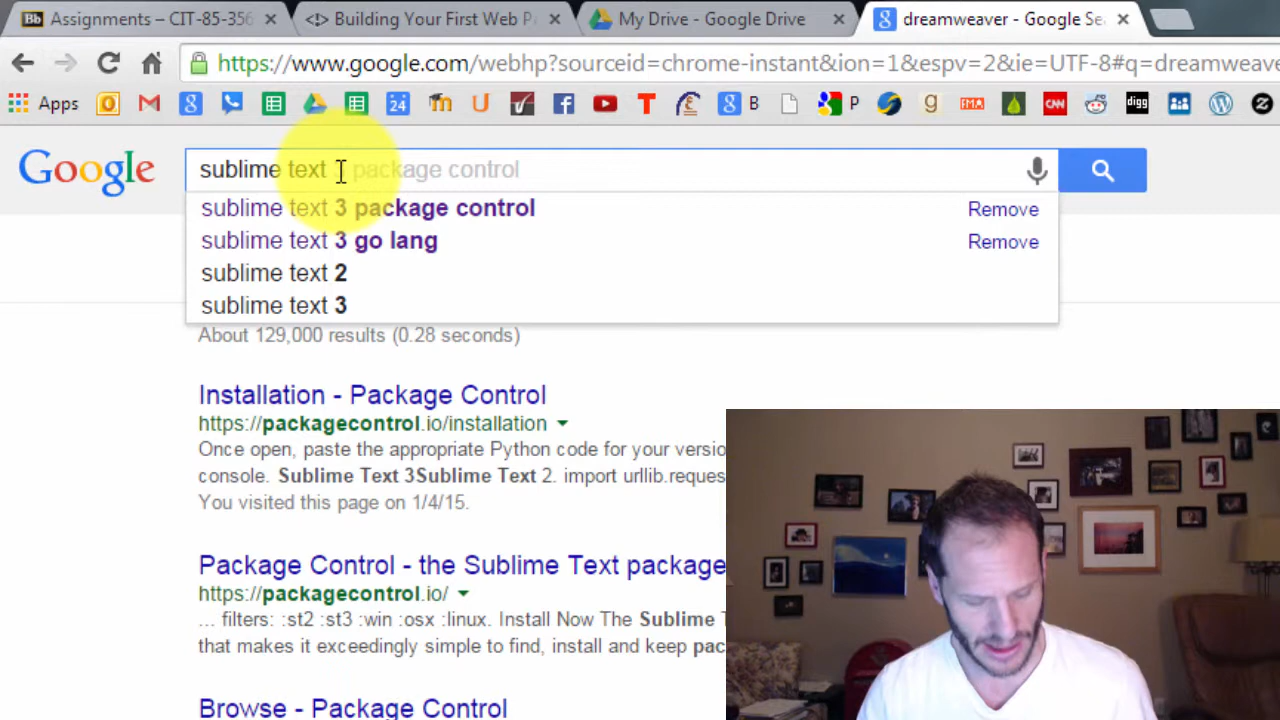 Assignments – CIT-85-356
Building Your First Web P
My Drive - Google Drive
dreamweaver - Google Se
https://www.google.com/webhp?sourceid=chrome-instant&ion=1&espv=2&ie=UTF-8#q=dreamweaver
Apps
B
P
Google
sublime text 3 package control
sublime text 3 package control
Remove
sublime text 3 go lang
Remove
sublime text 2
sublime text 3
About 129,000 results (0.28 seconds)
Installation - Package Control
https://packagecontrol.io/installation
Once open, paste the appropriate Python code for your versio
console. Sublime Text 3Sublime Text 2. import urllib.reques
You visited this page on 1/4/15.
Package Control - the Sublime Text package
https://packagecontrol.io/
... filters: :st2 :st3 :win :osx :linux. Install Now The Sublime
that makes it exceedingly simple to find, install and keep pac
Browse - Package Control